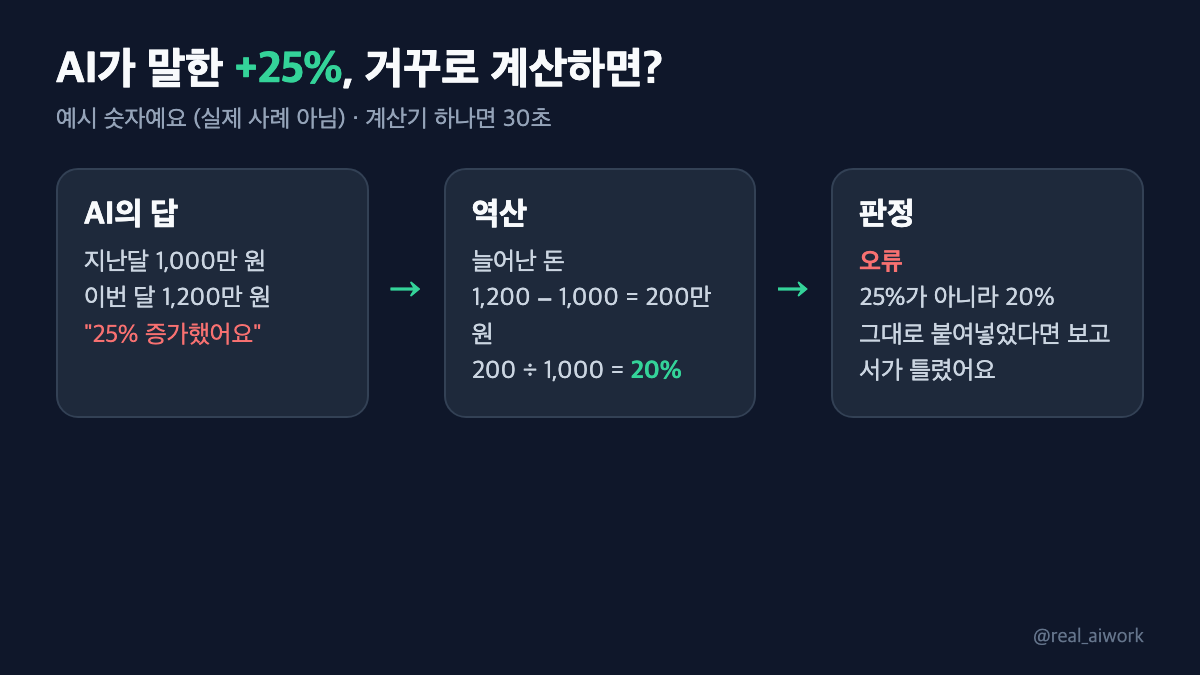 AI가 말한 +25%, 거꾸로 계산하면?
예시 숫자예요 (실제 사례 아님) · 계산기 하나면 30초
AI의 답
지난달 1,000만 원
이번 달 1,200만 원
"25% 증가했어요"
→
역산
늘어난 돈
1,200 – 1,000 = 200만
원
200 ÷ 1,000 = 20%
→
판정
오류
25%가 아니라 20%
그대로 붙여넣었다면 보고
서가 틀렸어요
@real_aiwork